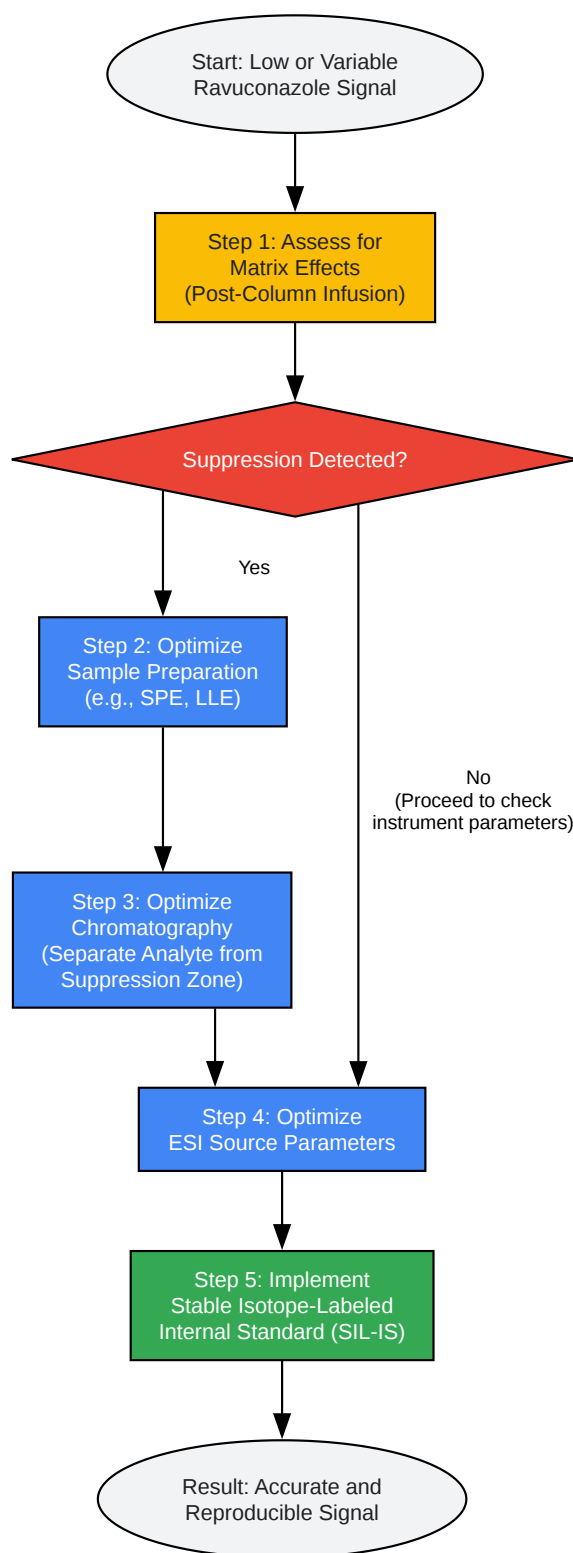 Start: Low or Variable
Ravuconazole Signal
Step 1: Assess for
Matrix Effects
(Post-Column Infusion)
Suppression Detected?
Yes
Step 2: Optimize
Sample Preparation
(e.g., SPE, LLE)
No
(Proceed to check
instrument parameters)
Step 3: Optimize
Chromatography
(Separate Analyte from
Suppression Zone)
Step 4: Optimize
ESI Source Parameters
Step 5: Implement
Stable Isotope-Labeled
Internal Standard (SIL-IS)
Result: Accurate and
Reproducible Signal